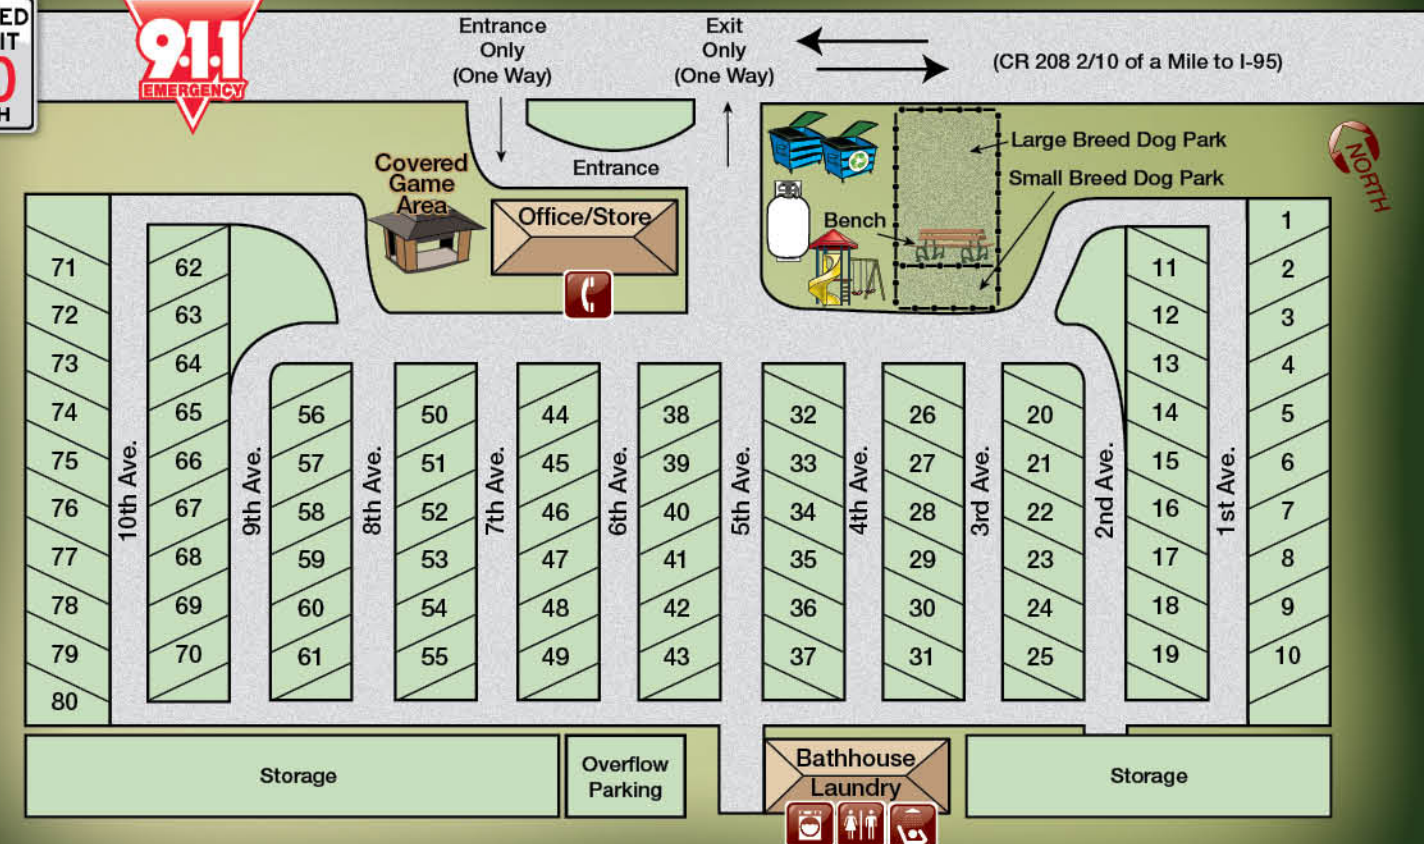 ED
IT
0
H
9-1-1
EMERGENCY
Entrance
Only
(One Way)
Exit
Only
(One Way)
(CR 208 2/10 of a Mile to I-95)
Entrance
Covered
Game
Area
Office/Store
Large Breed Dog Park
Small Breed Dog Park
Bench
NORTH
71
72
73
74
75
76
77
78
79
80
10th Ave.
62
63
64
65
66
67
68
69
70
9th Ave.
56
57
58
59
60
61
8th Ave.
50
51
52
53
54
55
7th Ave.
44
45
46
47
48
49
6th Ave.
38
39
40
41
42
43
5th Ave.
32
33
34
35
36
37
4th Ave.
26
27
28
29
30
31
3rd Ave.
20
21
22
23
24
25
2nd Ave.
11
12
13
14
15
16
17
18
19
1st Ave.
1
2
3
4
5
6
7
8
9
10
Storage
Overflow
Parking
Bathhouse
Laundry
Storage